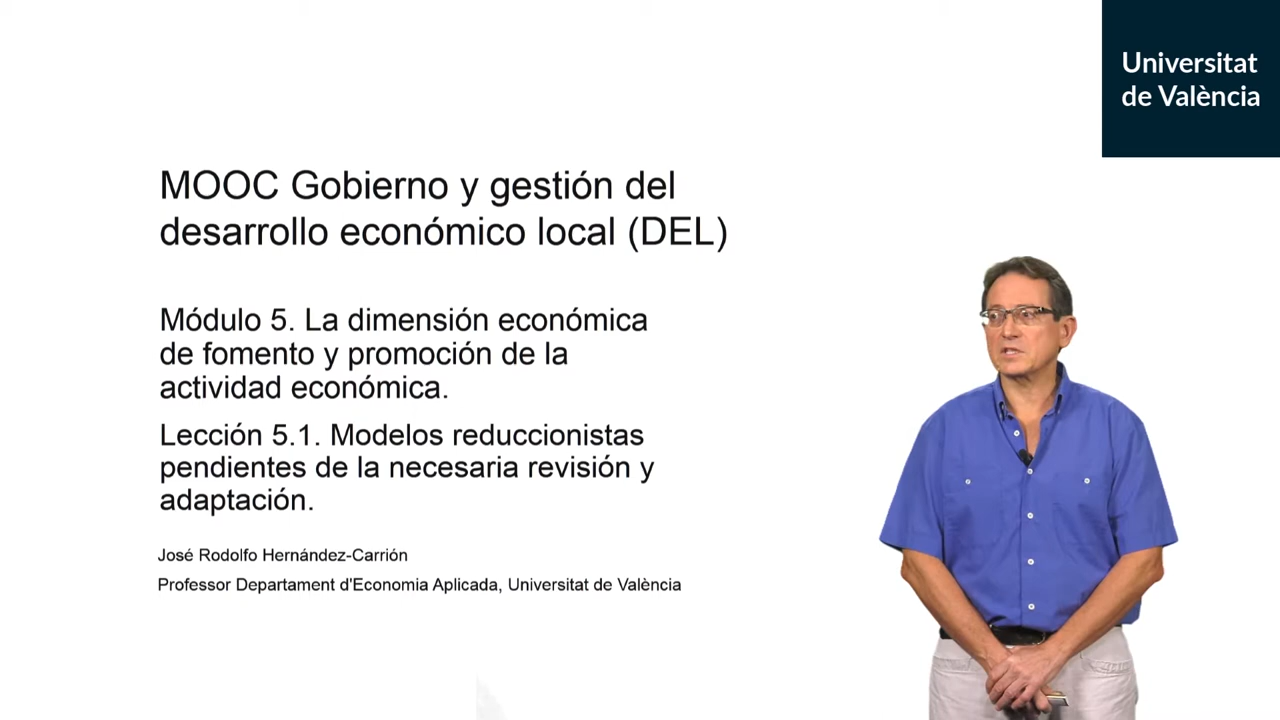 Universitat
de València
MOOC Gobierno y gestión del
desarrollo económico local (DEL)
Módulo 5. La dimensión económica
de fomento y promoción de la
actividad económica.
Lección 5.1. Modelos reduccionistas
pendientes de la necesaria revisión y
adaptación.
José Rodolfo Hernández-Carrión
Professor Departament d'Economia Aplicada, Universitat de València